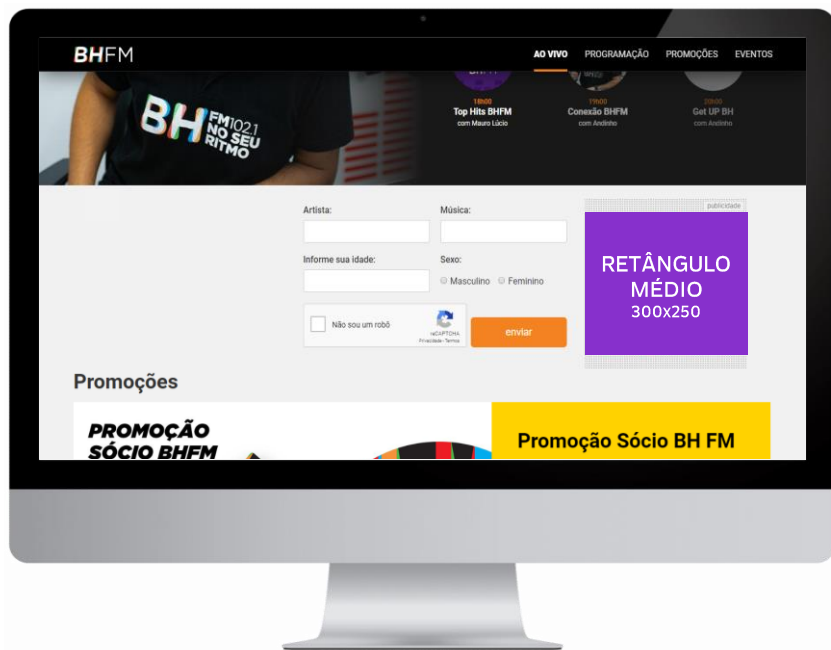 BHFM
AO VIVO PROGRAMAÇÃO PROMOÇÕES EVENTOS
BH FM102.1
NO SEU
RITMO
18h00
Top Hits BHFM
com Mauro Lúcio
19h00
Conexão BHFM
com Andinho
20h00
Get UP BH
com Andinho
Artista:
Música:
Informe sua idade:
Sexo:
Masculino Feminino
Não sou um robô
reCAPTCHA
Privacidade - Termos
enviar
publicidade
RETÂNGULO
MÉDIO
300x250
Promoções
PROMOÇÃO
SÓCIO BHFM
Promoção Sócio BH FM